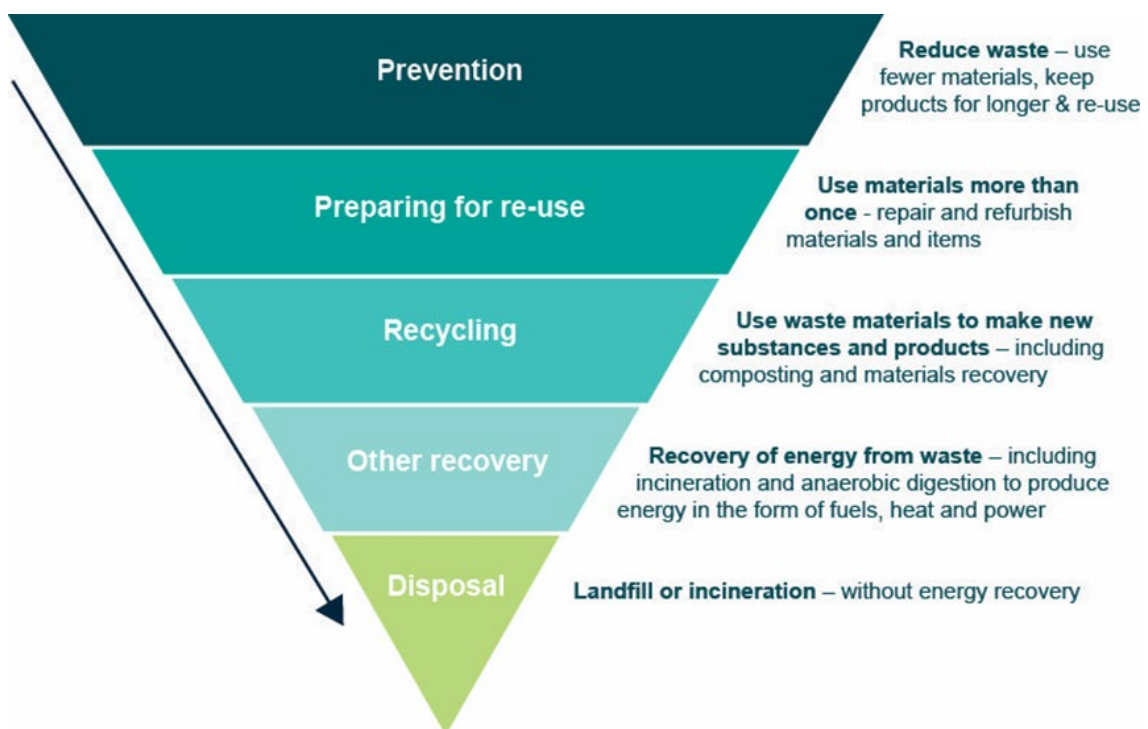 Prevention
Reduce waste – use
fewer materials, keep
products for longer & re-use
Preparing for re-use
Use materials more than
once - repair and refurbish
materials and items
Recycling
Use waste materials to make new
substances and products – including
composting and materials recovery
Other recovery
Recovery of energy from waste – including
incineration and anaerobic digestion to produce
energy in the form of fuels, heat and power
Disposal
Landfill or incineration – without energy recovery